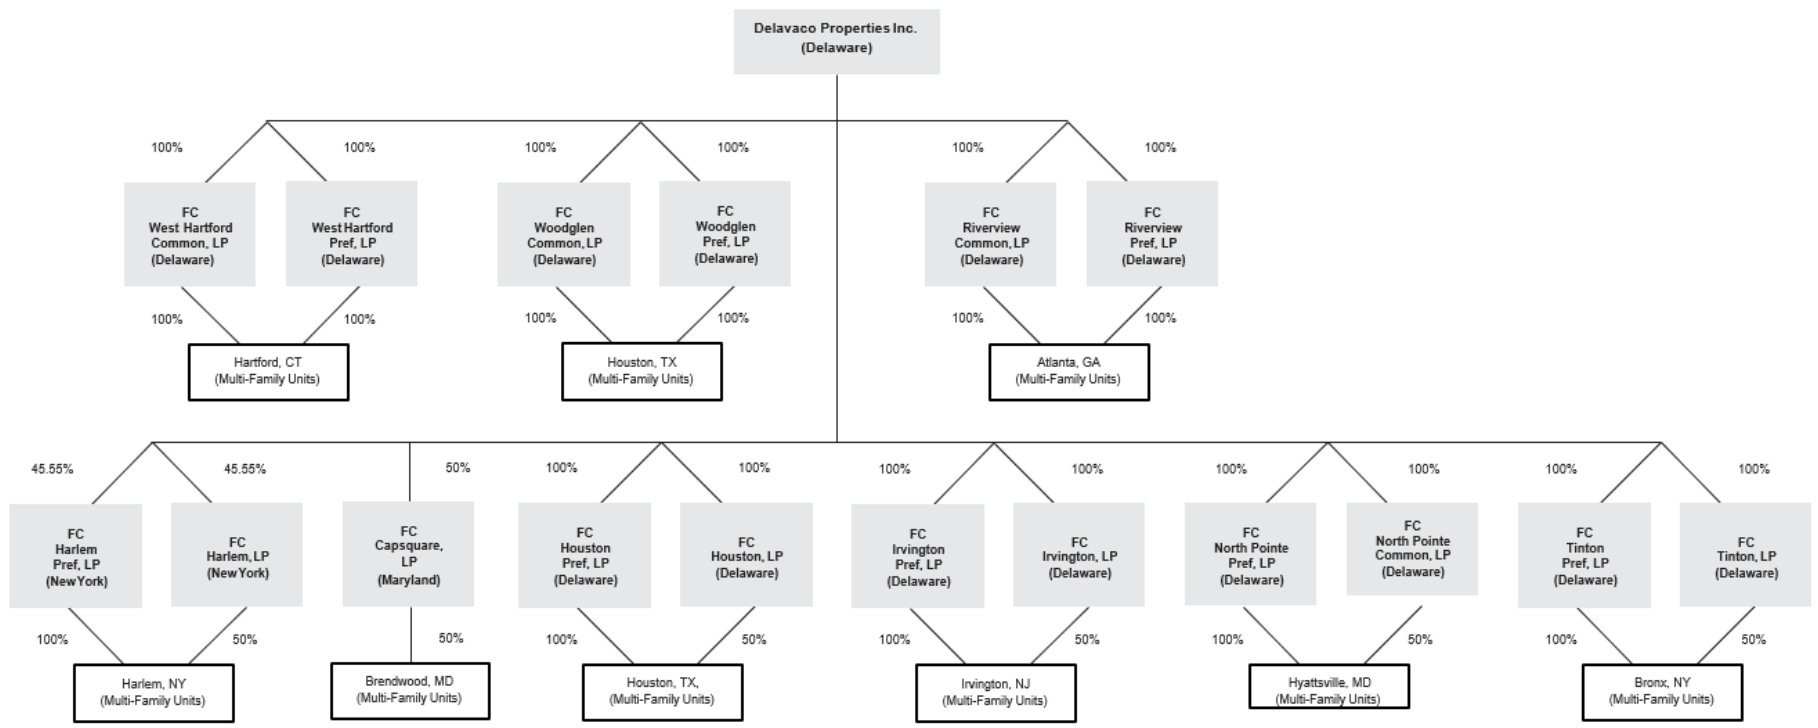 Delavaco Properties Inc.
(Delaware)
100%
100%
100%
100%
100%
100%
FC
West Hartford
Common, LP
(Delaware)
FC
West Hartford
Pref, LP
(Delaware)
FC
Woodglen
Common, LP
(Delaware)
FC
Woodglen
Pref, LP
(Delaware)
FC
Riverview
Common, LP
(Delaware)
FC
Riverview
Pref, LP
(Delaware)
100%
100%
100%
100%
100%
100%
Hartford, CT
(Multi-Family Units)
Houston, TX
(Multi-Family Units)
Atlanta, GA
(Multi-Family Units)
45.55%
45.55%
50%
100%
100%
100%
100%
100%
100%
100%
100%
FC
Harlem
Pref, LP
(New York)
FC
Harlem, LP
(New York)
FC
Capsquare,
LP
(Maryland)
FC
Houston
Pref, LP
(Delaware)
FC
Houston, LP
(Delaware)
FC
Irvington
Pref, LP
(Delaware)
FC
Irvington, LP
(Delaware)
FC
North Pointe
Pref, LP
(Delaware)
FC
North Pointe
Common, LP
(Delaware)
FC
Tinton
Pref, LP
(Delaware)
FC
Tinton, LP
(Delaware)
100%
50%
50%
100%
50%
100%
50%
100%
50%
100%
50%
Harlem, NY
(Multi-Family Units)
Brendwood, MD
(Multi-Family Units)
Houston, TX,
(Multi-Family Units)
Irvington, NJ
(Multi-Family Units)
Hyattsville, MD
(Multi-Family Units)
Bronx, NY
(Multi-Family Units)